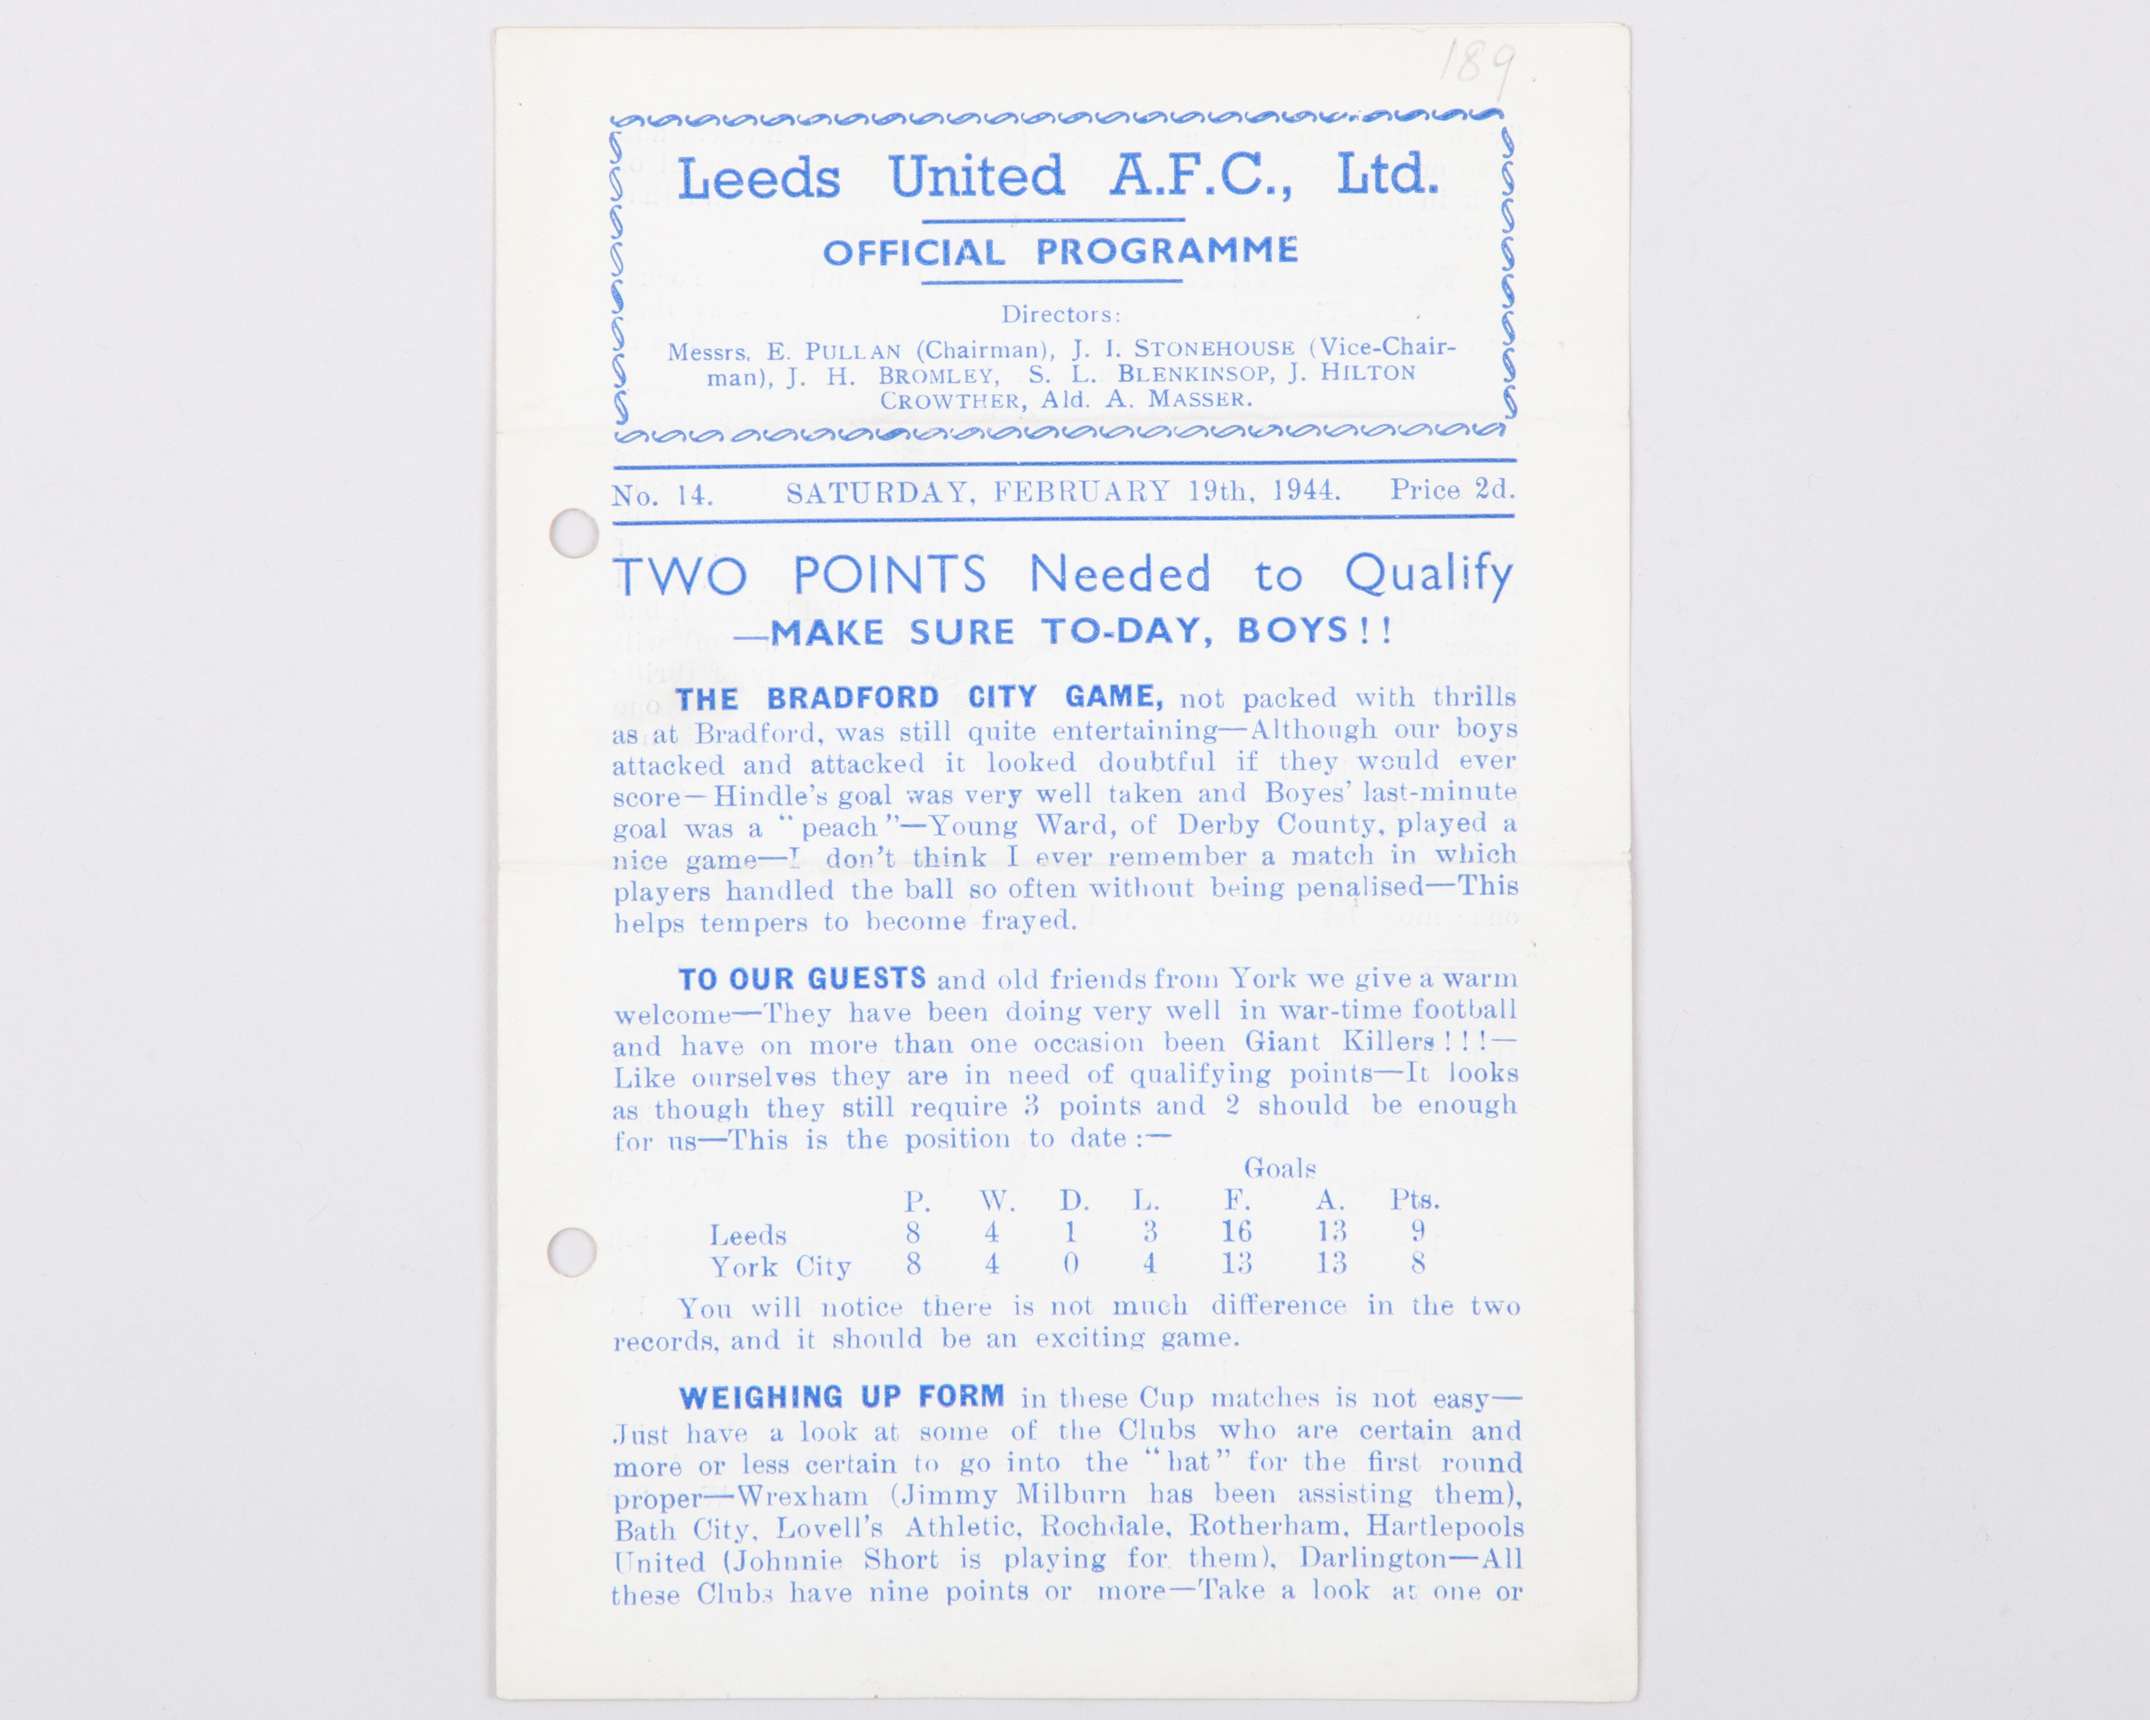 189.
Leeds United A.F.C., Ltd.
OFFICIAL PROGRAMME
Directors:
Messrs. E. PULLAN (Chairman), J. I. STONEHOUSE (Vice-Chair-
man), J. H. BROMLEY, S. L. BLENKINSOP, J. HILTON
CROWTHER, Ald. A. MASSER.
No. 14. SATURDAY, FEBRUARY 19th, 1944. Price 2d.
TWO POINTS Needed to Qualify
—MAKE SURE TO-DAY, BOYS!!
THE BRADFORD CITY GAME, not packed with thrills
as at Bradford, was still quite entertaining—Although our boys
attacked and attacked it looked doubtful if they would ever
score—Hindle's goal was very well taken and Boyes' last-minute
goal was a "peach"—Young Ward, of Derby County, played a
nice game—I don't think I ever remember a match in which
players handled the ball so often without being penalised—This
helps tempers to become frayed.
TO OUR GUESTS and old friends from York we give a warm
welcome—They have been doing very well in war-time football
and have on more than one occasion been Giant Killers!!!—
Like ourselves they are in need of qualifying points—It looks
as though they still require 3 points and 2 should be enough
for us—This is the position to date:—
Goals
P. W. D. L. F. A. Pts.
Leeds 8 4 1 3 16 13 9
York City 8 4 0 4 13 13 8
You will notice there is not much difference in the two
records, and it should be an exciting game.
WEIGHING UP FORM in these Cup matches is not easy—
Just have a look at some of the Clubs who are certain and
more or less certain to go into the "hat" for the first round
proper—Wrexham (Jimmy Milburn has been assisting them),
Bath City, Lovell's Athletic, Rochdale, Rotherham, Hartlepools
United (Johnnie Short is playing for them), Darlington—All
these Clubs have nine points or more—Take a look at one or